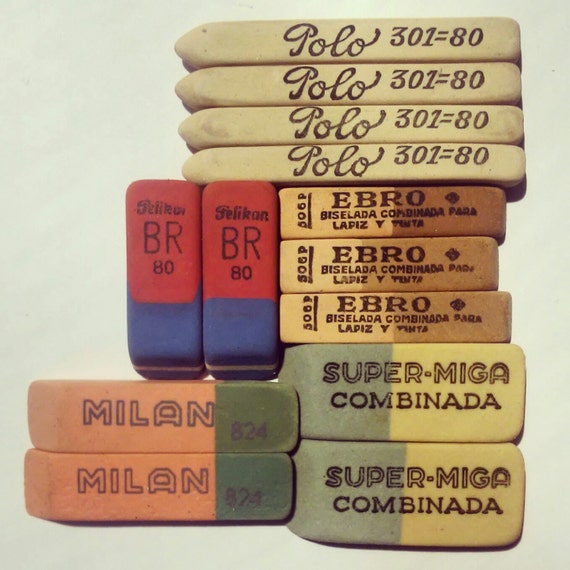 Polo 301=80
Polo 301=80
Polo 301=80
Polo 301=80
Pelikan
BR
80
Pelikan
BR
80
506P
EBRO
BISELADA COMBINADA PARA
LAPIZ Y TINTA
506P
EBRO
BISELADA COMBINADA PARA
LAPIZ Y TINTA
506P
EBRO
BISELADA COMBINADA PARA
LAPIZ Y TINTA
SUPER-MIGA
COMBINADA
MILAN 824
SUPER-MIGA
COMBINADA
MILAN 824